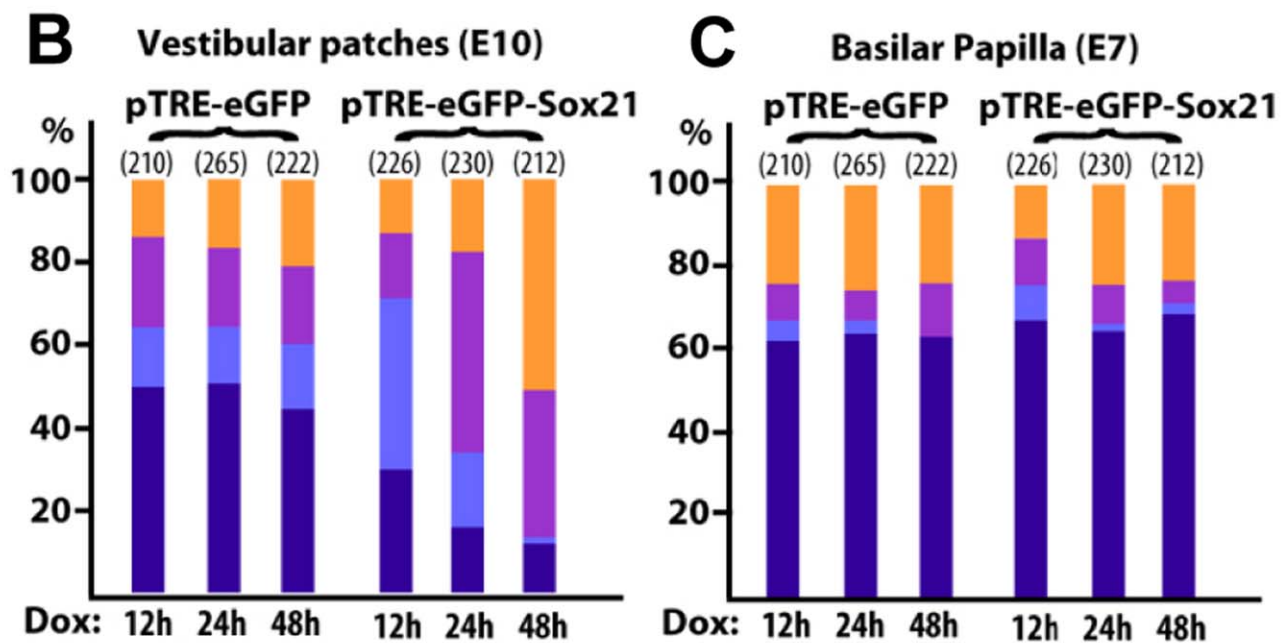 B Vestibular patches (E10)
pTRE-eGFP pTRE-eGFP-Sox21
%
(210) (265) (222) (226) (230) (212)
100
80
60
40
20
Dox: 12h 24h 48h 12h 24h 48h
C Basilar Papilla (E7)
pTRE-eGFP pTRE-eGFP-Sox21
%
(210) (265) (222) (226) (230) (212)
100
80
60
40
20
Dox: 12h 24h 48h 12h 24h 48h